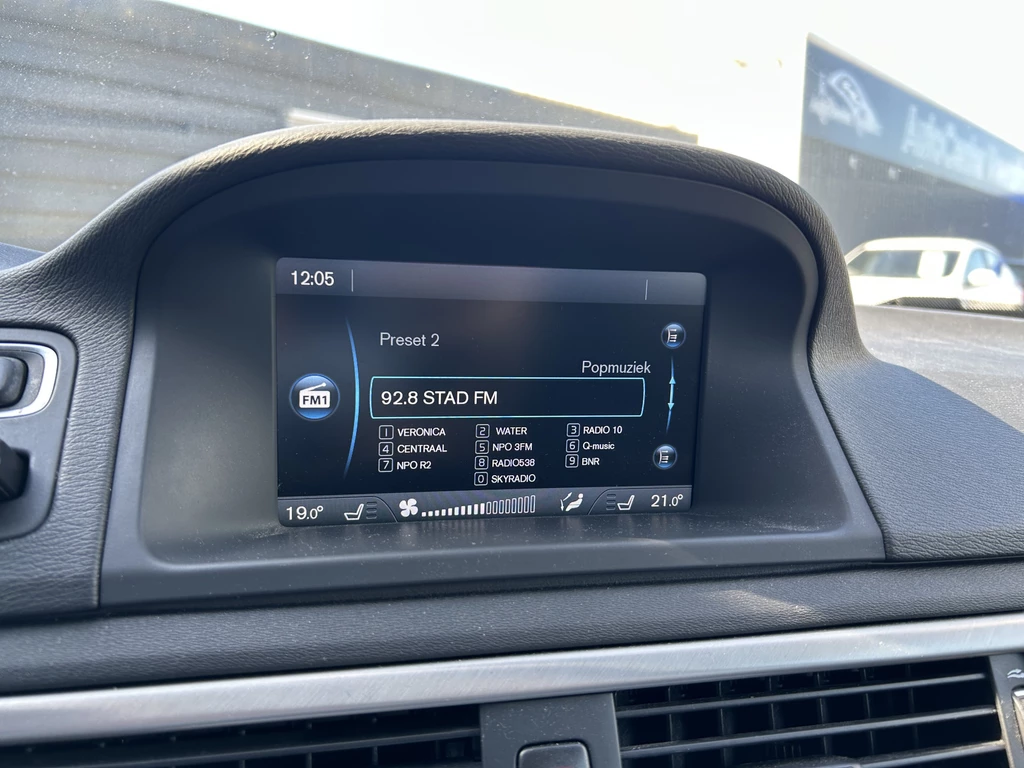 12:05
Preset 2
Popmuziek
FM1
92.8 STAD FM
1 VERONICA 2 WATER 3 RADIO 10
4 CENTRAAL 5 NPO 3FM 6 Q-music
7 NPO R2 8 RADIO538 9 BNR
0 SKYRADIO
19.0° 21.0°